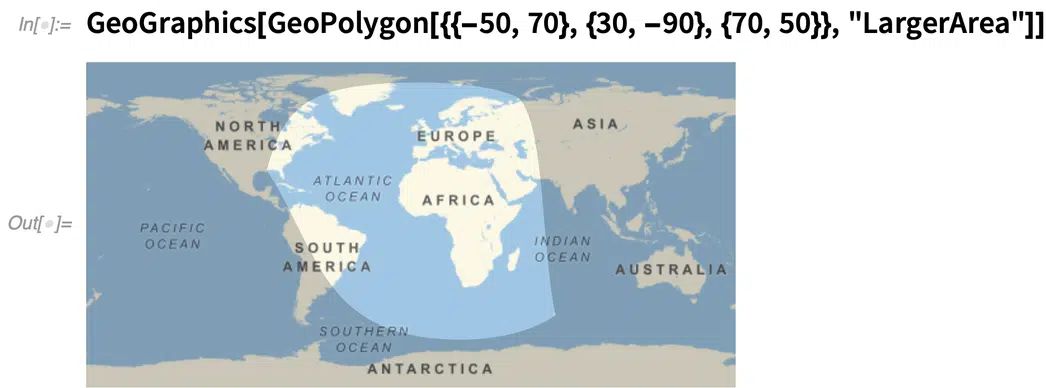 In[●]:= GeoGraphics[GeoPolygon[{{−50, 70}, {30, −90}, {70, 50}}, "LargerArea"]]
NORTH
AMERICA
EUROPE
ASIA
ATLANTIC
OCEAN
AFRICA
Out[●]=
PACIFIC
OCEAN
SOUTH
AMERICA
INDIAN
OCEAN
AUSTRALIA
SOUTHERN
OCEAN
ANTARCTICA